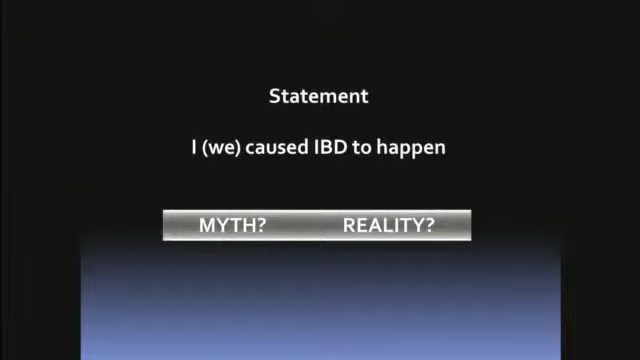 Statement
I (we) caused IBD to happen
MYTH? REALITY?